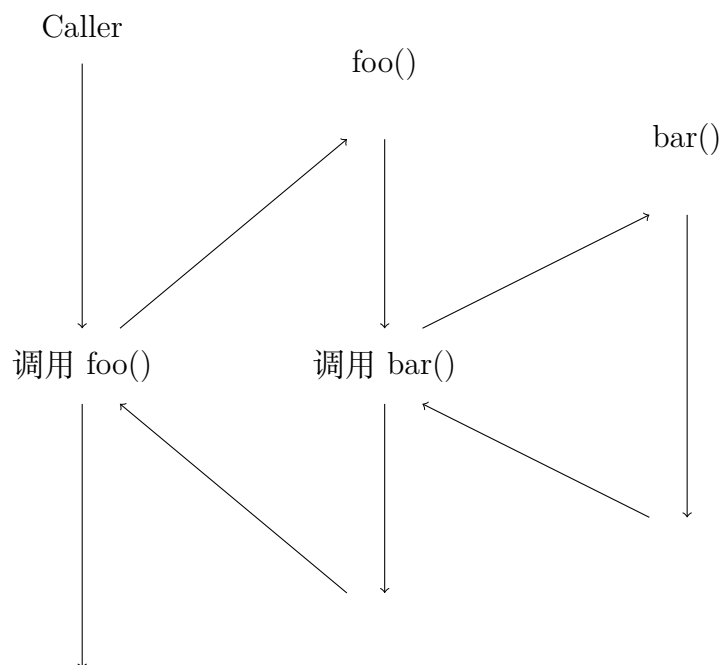 Caller
foo()
bar()
调用 foo()
调用 bar()